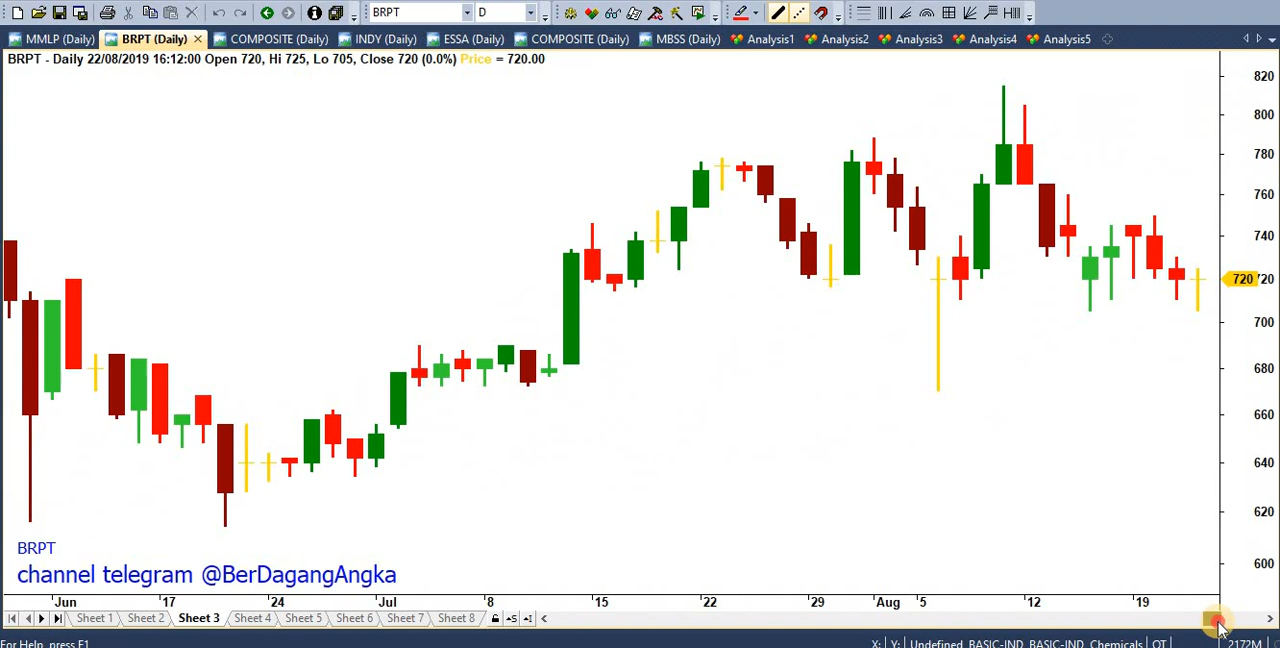 BRPT D
MMLP (Daily) BRPT (Daily) COMPOSITE (Daily) INDY (Daily) ESSA (Daily) COMPOSITE (Daily) MBSS (Daily) Analysis1 Analysis2 Analysis3 Analysis4 Analysis5
BRPT - Daily 22/08/2019 16:12:00 Open 720, Hi 725, Lo 705, Close 720 (0.0%) Price = 720.00
820
800
780
760
740
720 720
700
680
660
640
620
600
BRPT
channel telegram @BerDagangAngka
Jun 17 24 Jul 8 15 22 29 Aug 5 12 19
Sheet 1 Sheet 2 Sheet 3 Sheet 4 Sheet 5 Sheet 6 Sheet 7 Sheet 8
For Help, press F1 X: Y: Undefined, BASIC-IND, BASIC-IND, Chemicals OT 2172M